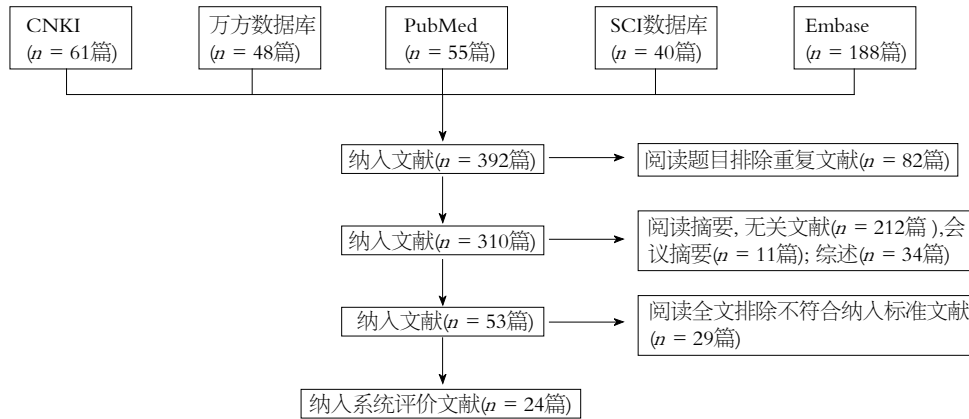 CNKI
(n = 61篇)
万方数据库
(n = 48篇)
PubMed
(n = 55篇)
SCI数据库
(n = 40篇)
Embase
(n = 188篇)
纳入文献(n = 392篇)
阅读题目排除重复文献(n = 82篇)
纳入文献(n = 310篇)
阅读摘要, 无关文献(n = 212篇 ),会
议摘要(n = 11篇); 综述(n = 34篇)
纳入文献(n = 53篇)
阅读全文排除不符合纳入标准文献
(n = 29篇)
纳入系统评价文献(n = 24篇)